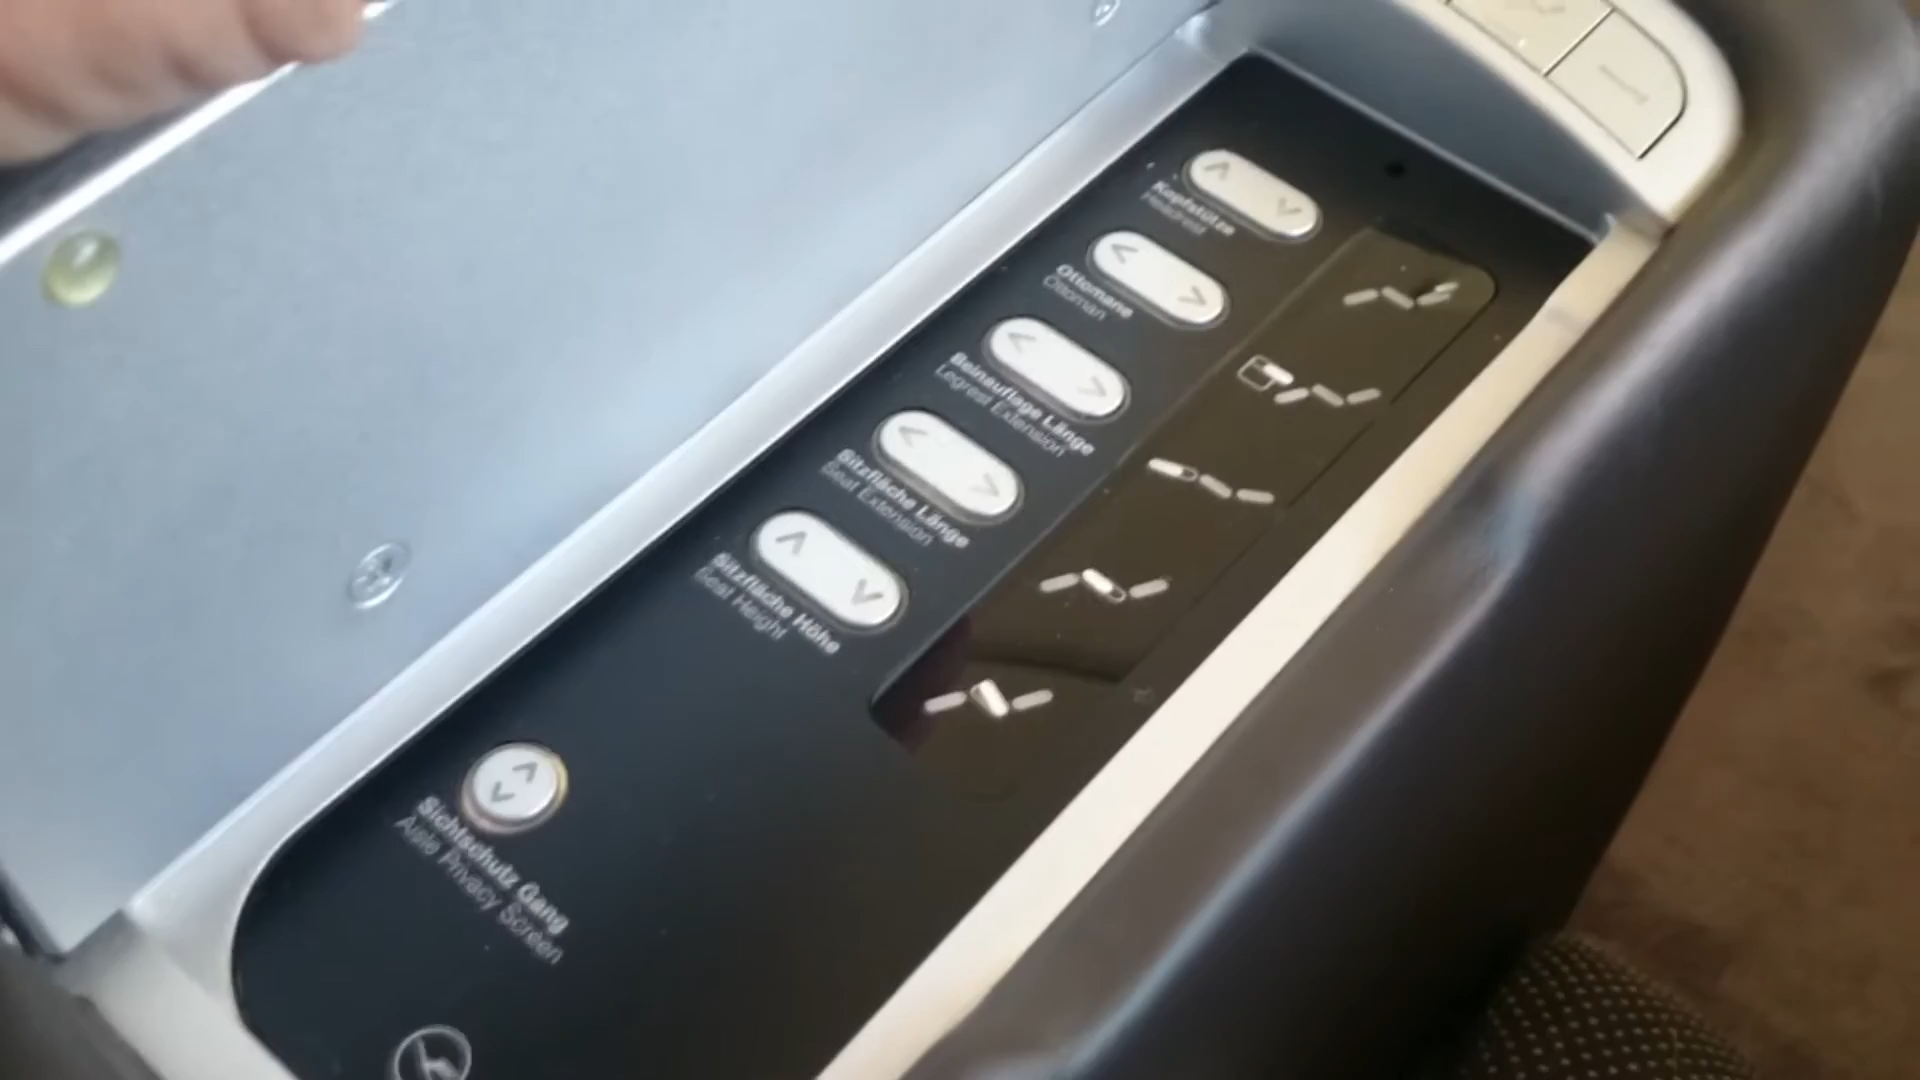 Kopfstütze
Headrest
Ottomane
Ottoman
Beinauflage Länge
Legrest Extension
Sitzfläche Länge
Seat Extension
Sitzfläche Höhe
Seat Height
Sichtschutz Gang
Aisle Privacy Screen